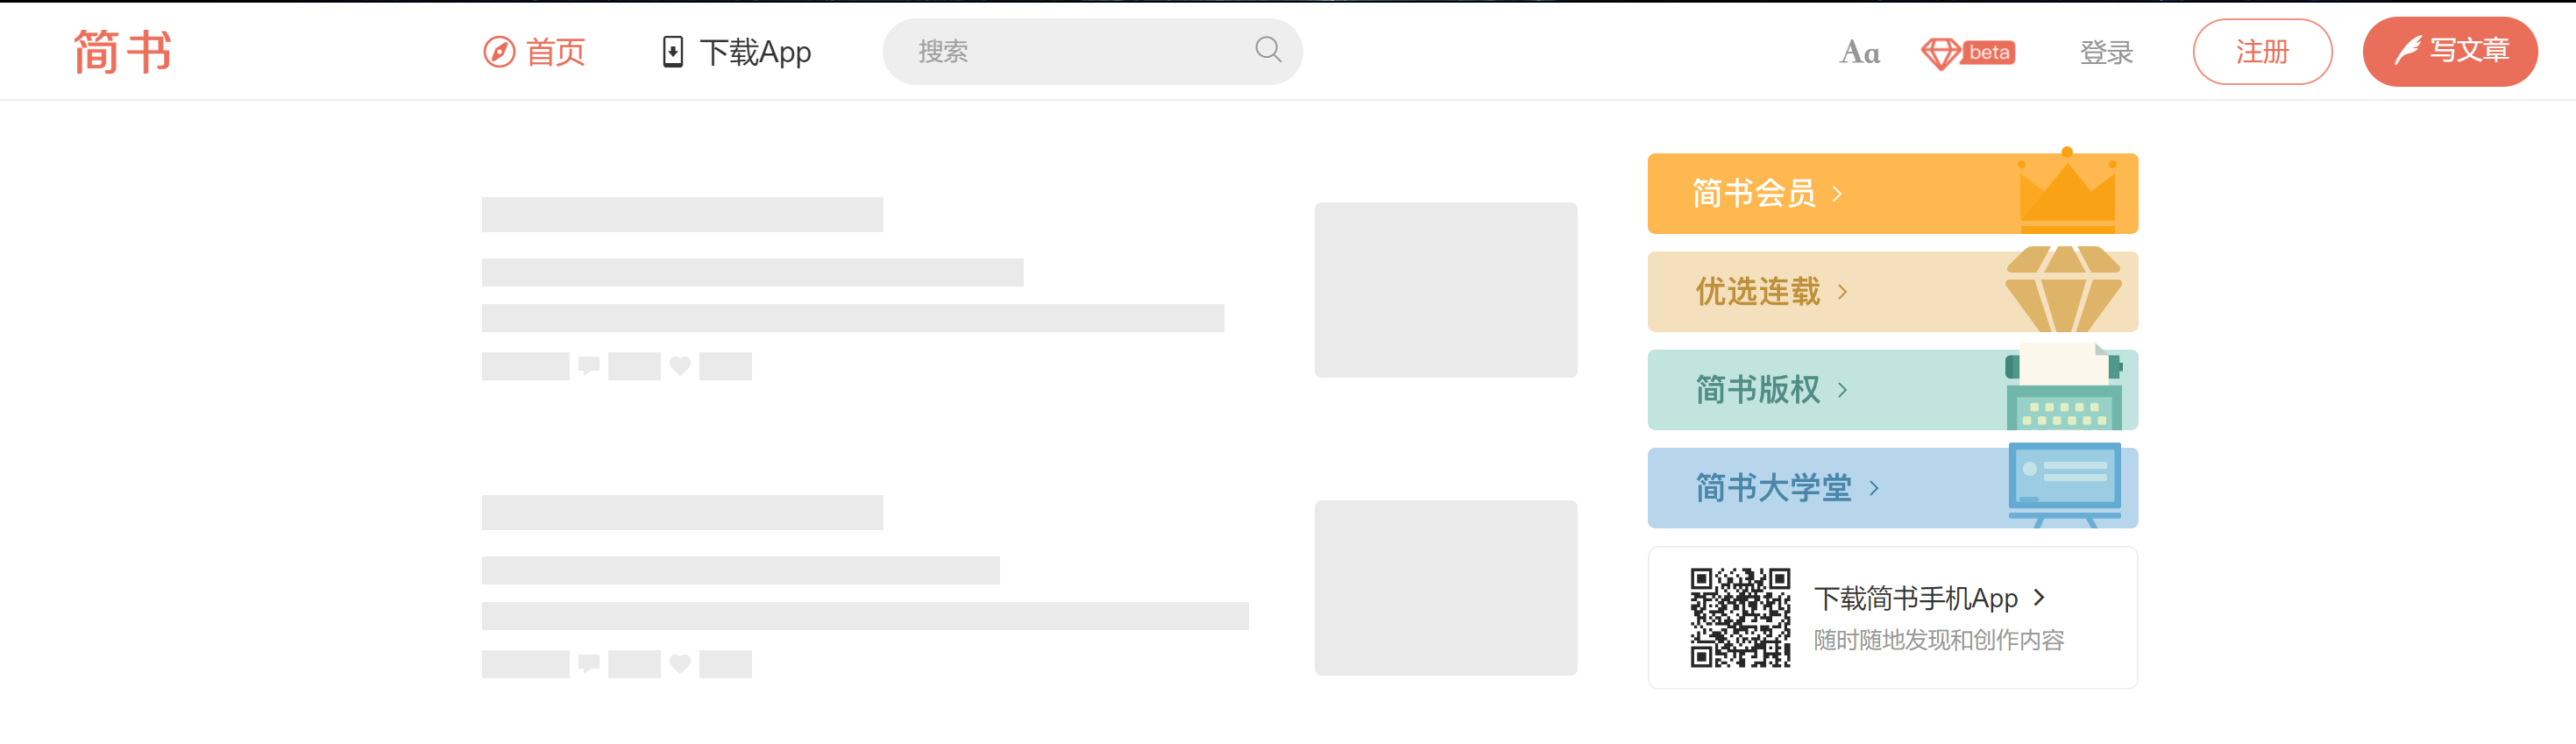 简书
首页
下载App
搜索
Aa
beta
登录
注册
写文章
简书会员
优选连载
简书版权
简书大学堂
下载简书手机App
随时随地发现和创作内容